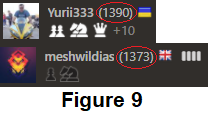 Yurii333 (1390)
+10
meshwildias (1373)
Figure 9